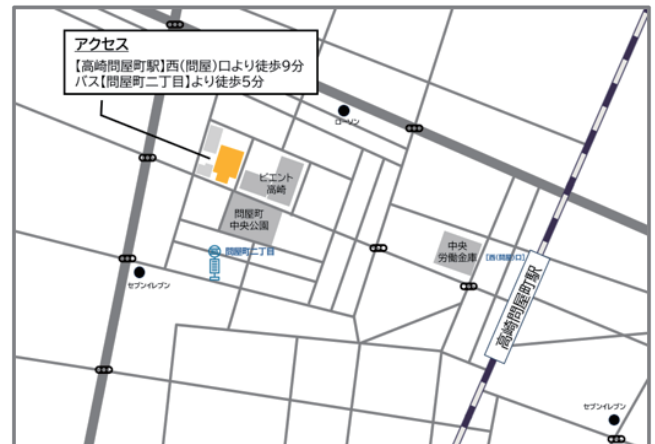 アクセス
【高崎問屋町駅】西(問屋)口より徒歩9分
バス【問屋町二丁目】より徒歩5分
ローソン
ビエント
高崎
問屋町
中央公園
問屋町二丁目
中央
労働金庫
【西(問屋)口】
高崎問屋町駅
セブンイレブン
セブンイレブン